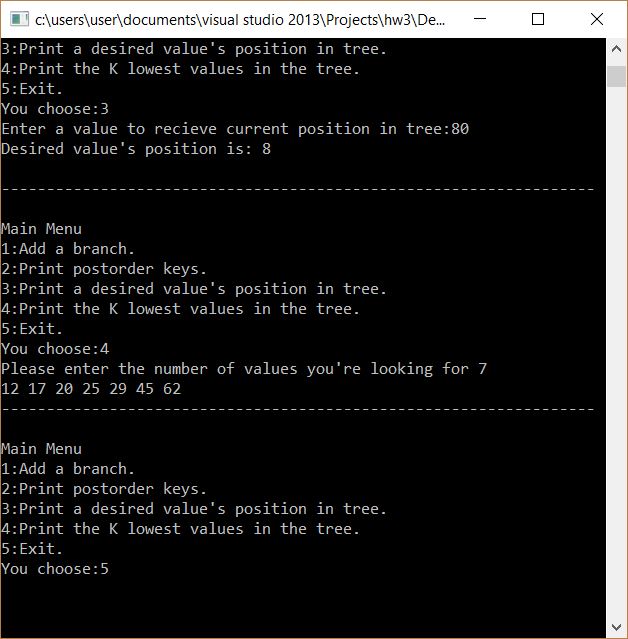 c:\users\user\documents\visual studio 2013\Projects\hw3\De...
3:Print a desired value's position in tree.
4:Print the K lowest values in the tree.
5:Exit.
You choose:3
Enter a value to recieve current position in tree:80
Desired value's position is: 8
------------------------------------------------------------------
Main Menu
1:Add a branch.
2:Print postorder keys.
3:Print a desired value's position in tree.
4:Print the K lowest values in the tree.
5:Exit.
You choose:4
Please enter the number of values you're looking for 7
12 17 20 25 29 45 62
------------------------------------------------------------------
Main Menu
1:Add a branch.
2:Print postorder keys.
3:Print a desired value's position in tree.
4:Print the K lowest values in the tree.
5:Exit.
You choose:5